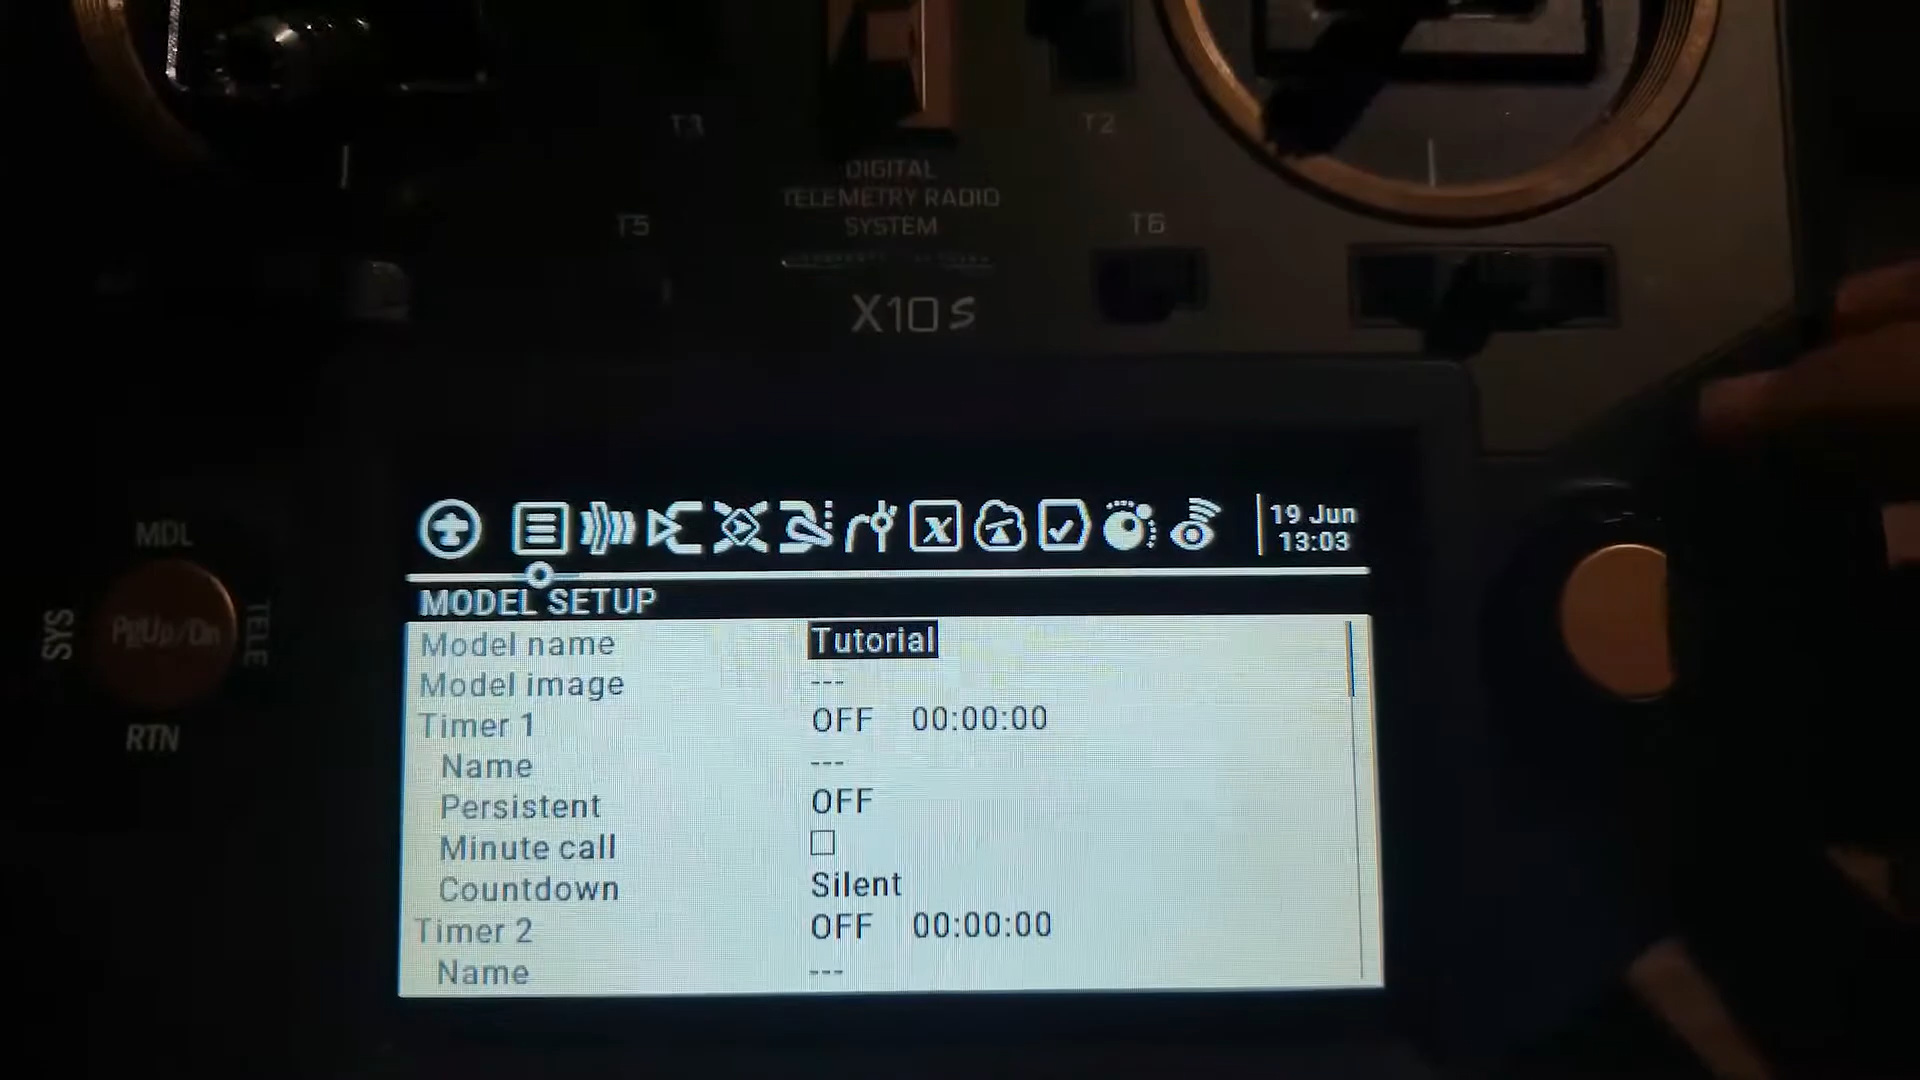 T3
T2
DIGITAL
TELEMETRY RADIO
SYSTEM
T5
T6
X10S
MDL
SYS
PgUp/Dn
TELE
RTN
x
19 Jun
13:03
MODEL SETUP
Model name Tutorial
Model image ---
Timer 1 OFF 00:00:00
Name ---
Persistent OFF
Minute call
Countdown Silent
Timer 2 OFF 00:00:00
Name ---